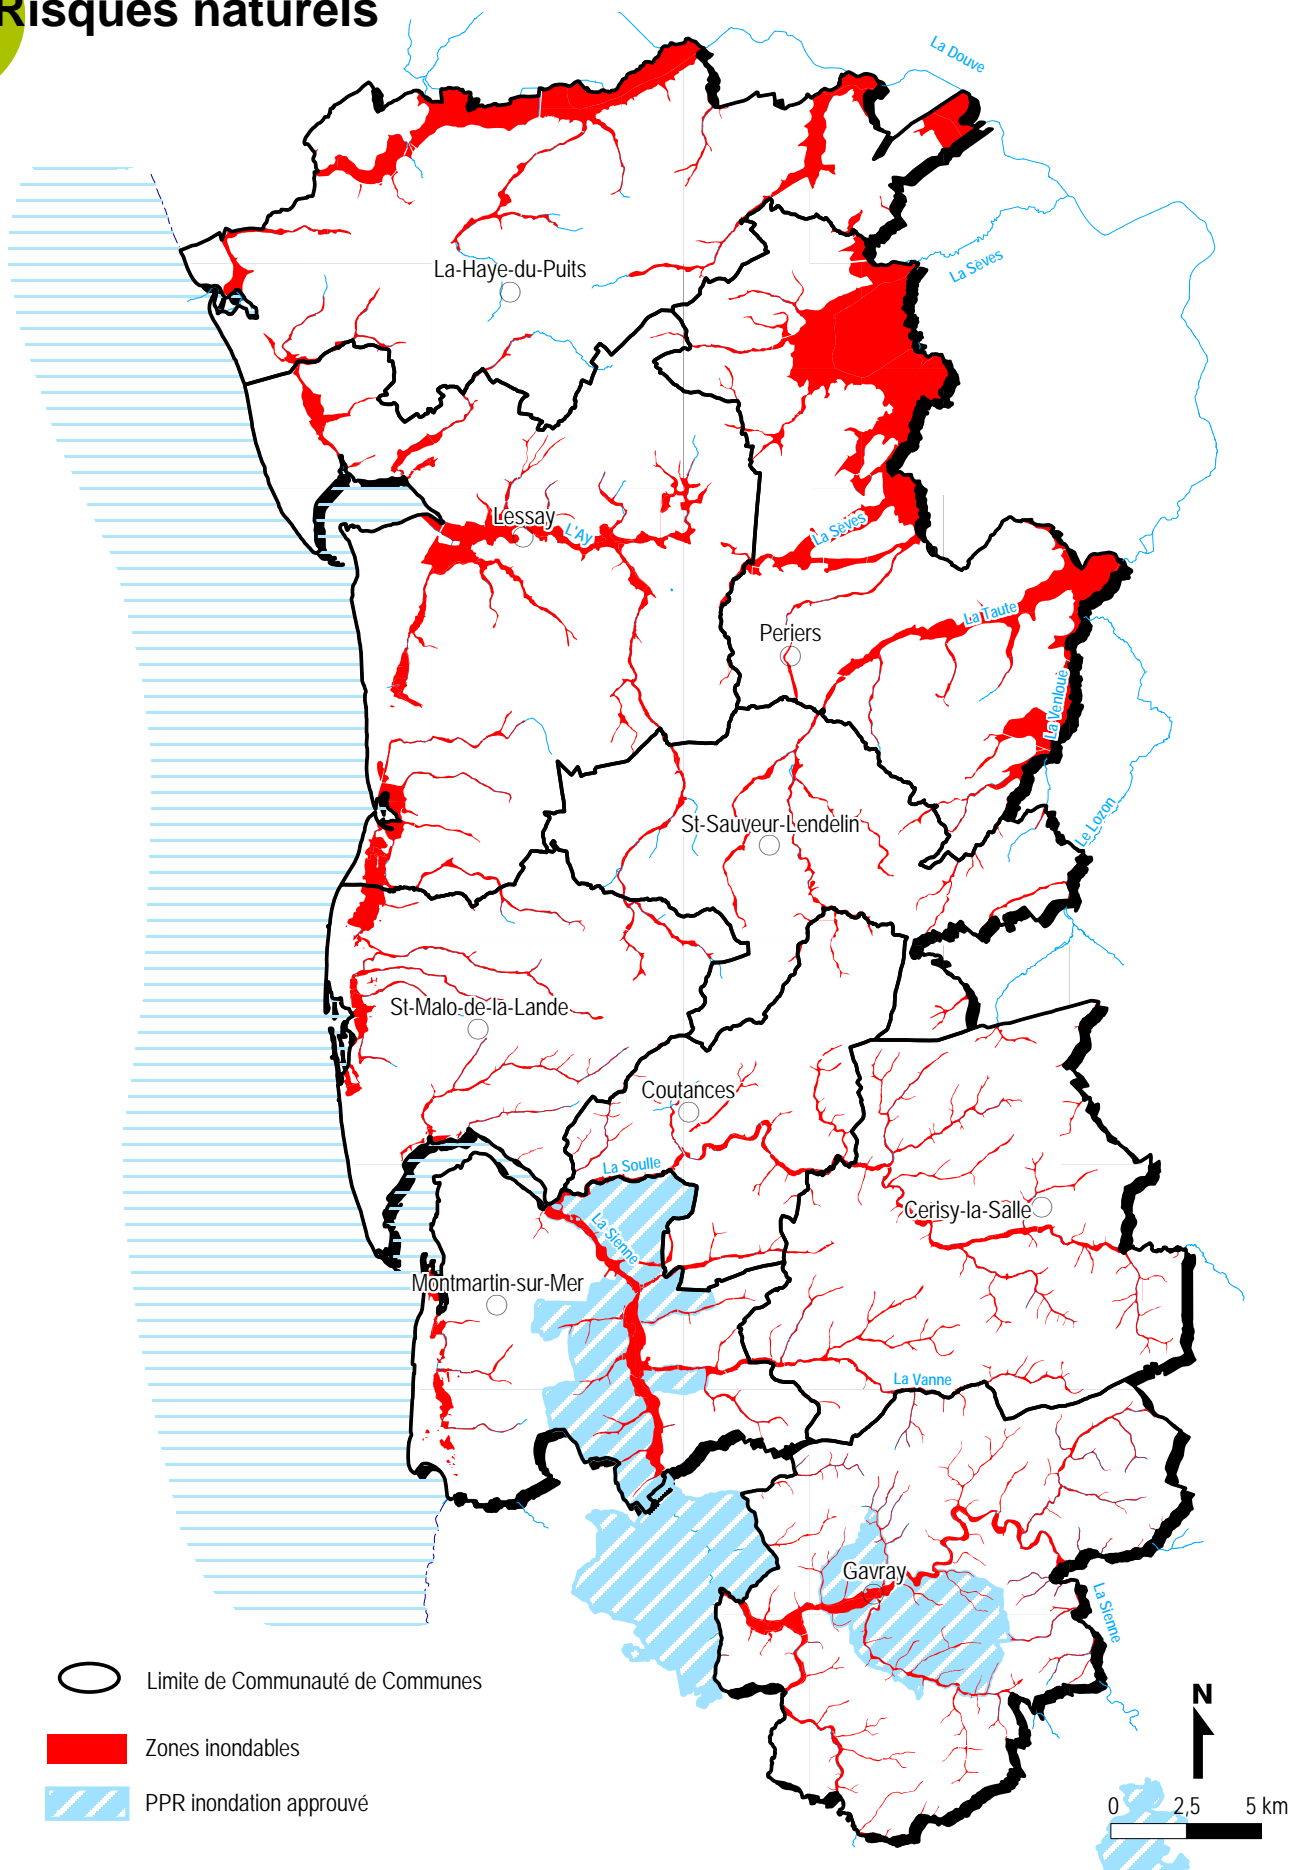 Risques naturels
La Douve
La Sèves
La-Haye-du-Puits
Lessay
L'Ay
La Sèves
La Taute
Periers
La Venloue
Le Lozon
St-Sauveur-Lendelin
St-Malo-de-la-Lande
Coutances
La Soulle
Cerisy-la-Salle
La Sienne
Montmartin-sur-Mer
La Vanne
Gavray
La Sienne
Limite de Communauté de Communes
Zones inondables
PPR inondation approuvé
N
0 2,5 5 km